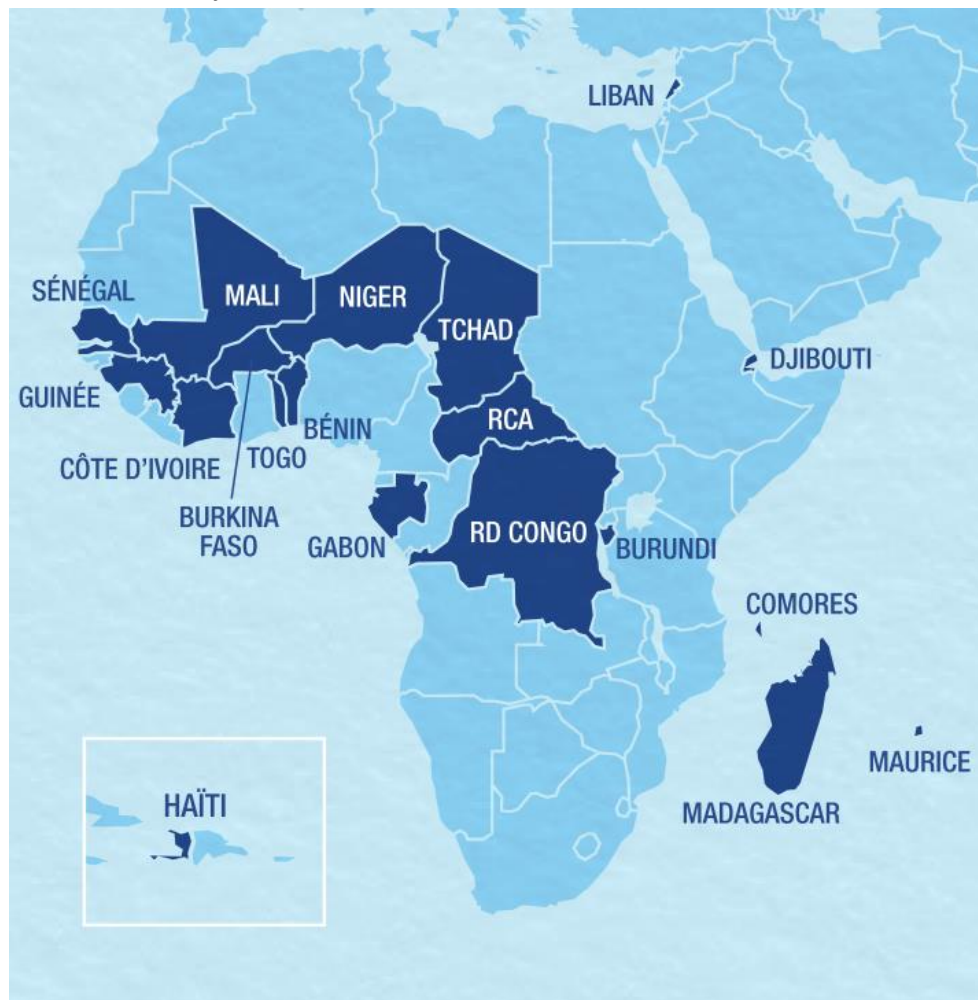 LIBAN
SÉNÉGAL
MALI
NIGER
TCHAD
DJIBOUTI
GUINÉE
RCA
BÉNIN
CÔTE D'IVOIRE
TOGO
BURKINA
FASO
GABON
RD CONGO
BURUNDI
COMORES
MAURICE
MADAGASCAR
HAÏTI